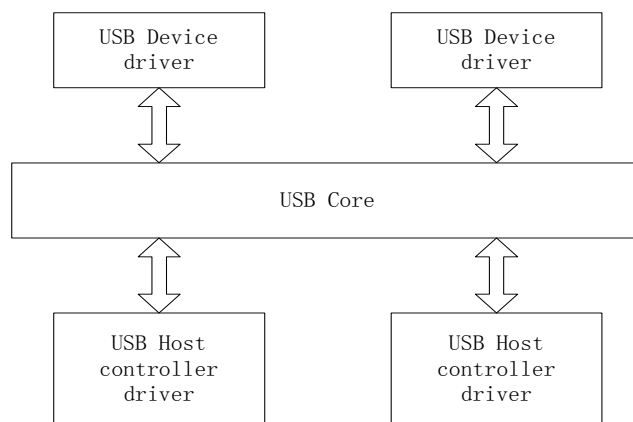 USB Device
driver
USB Device
driver
USB Core
USB Host
controller
driver
USB Host
controller
driver